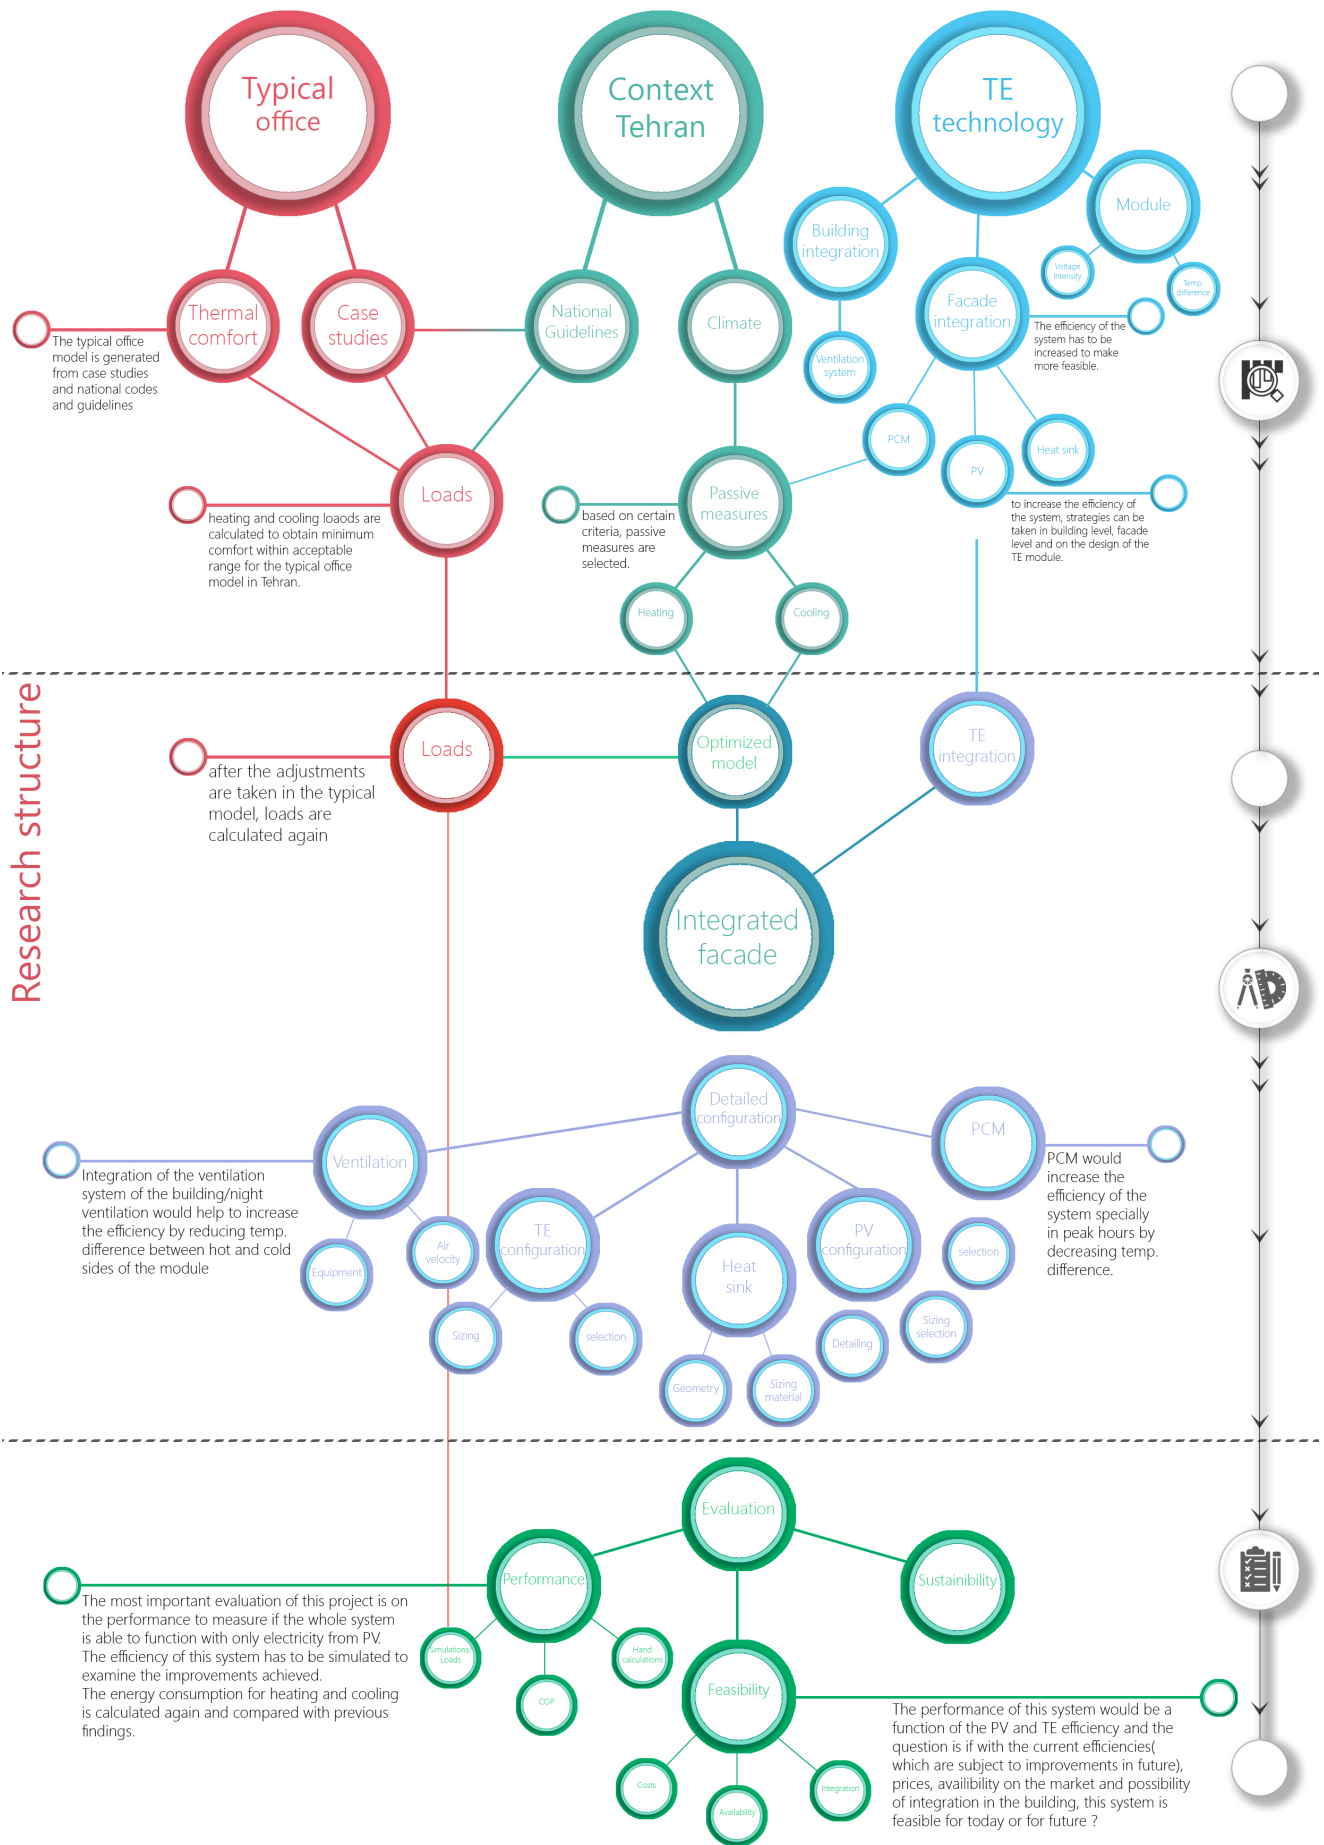 Typical
office
Context
Tehran
TE
technology
Module
Building
integration
Voltage
Intensity
Temp.
difference
Thermal
comfort
Case
studies
National
Guidelines
Climate
Facade
integration
The typical office
model is generated
from case studies
and national codes
and guidelines
The efficiency of the
system has to be
increased to make
more feasible.
Ventilation
system
PCM
PV
Heat sink
Loads
Passive
measures
heating and cooling loaods are
calculated to obtain minimum
comfort within acceptable
range for the typical office
model in Tehran.
based on certain
criteria, passive
measures are
selected.
to increase the efficiency of
the system, strategies can be
taken in building level, facade
level and on the design of the
TE module.
Heating
Cooling
Research structure
Loads
Optimized
model
TE
integration
after the adjustments
are taken in the typical
model, loads are
calculated again
Integrated
facade
Detailed
configuration
Ventilation
PCM
Integration of the ventilation
system of the building/night
ventilation would help to increase
the efficiency by reducing temp.
difference between hot and cold
sides of the module
PCM would
increase the
efficiency of the
system specially
in peak hours by
decreasing temp.
difference.
Equipment
Air
velocity
TE
configuration
Heat
sink
PV
configuration
selection
Sizing
selection
Geometry
Sizing
material
Detailing
Sizing
selection
Evaluation
Performance
Sustainibility
The most important evaluation of this project is on
the performance to measure if the whole system
is able to function with only electricity from PV.
The efficiency of this system has to be simulated to
examine the improvements achieved.
The energy consumption for heating and cooling
is calculated again and compared with previous
findings.
Simulations/
Loads
COP
Hand
calculations
Feasibility
The performance of this system would be a
function of the PV and TE efficiency and the
question is if with the current efficiencies(
which are subject to improvements in future),
prices, availibility on the market and possibility
of integration in the building, this system is
feasible for today or for future ?
Costs
Availability
Integration